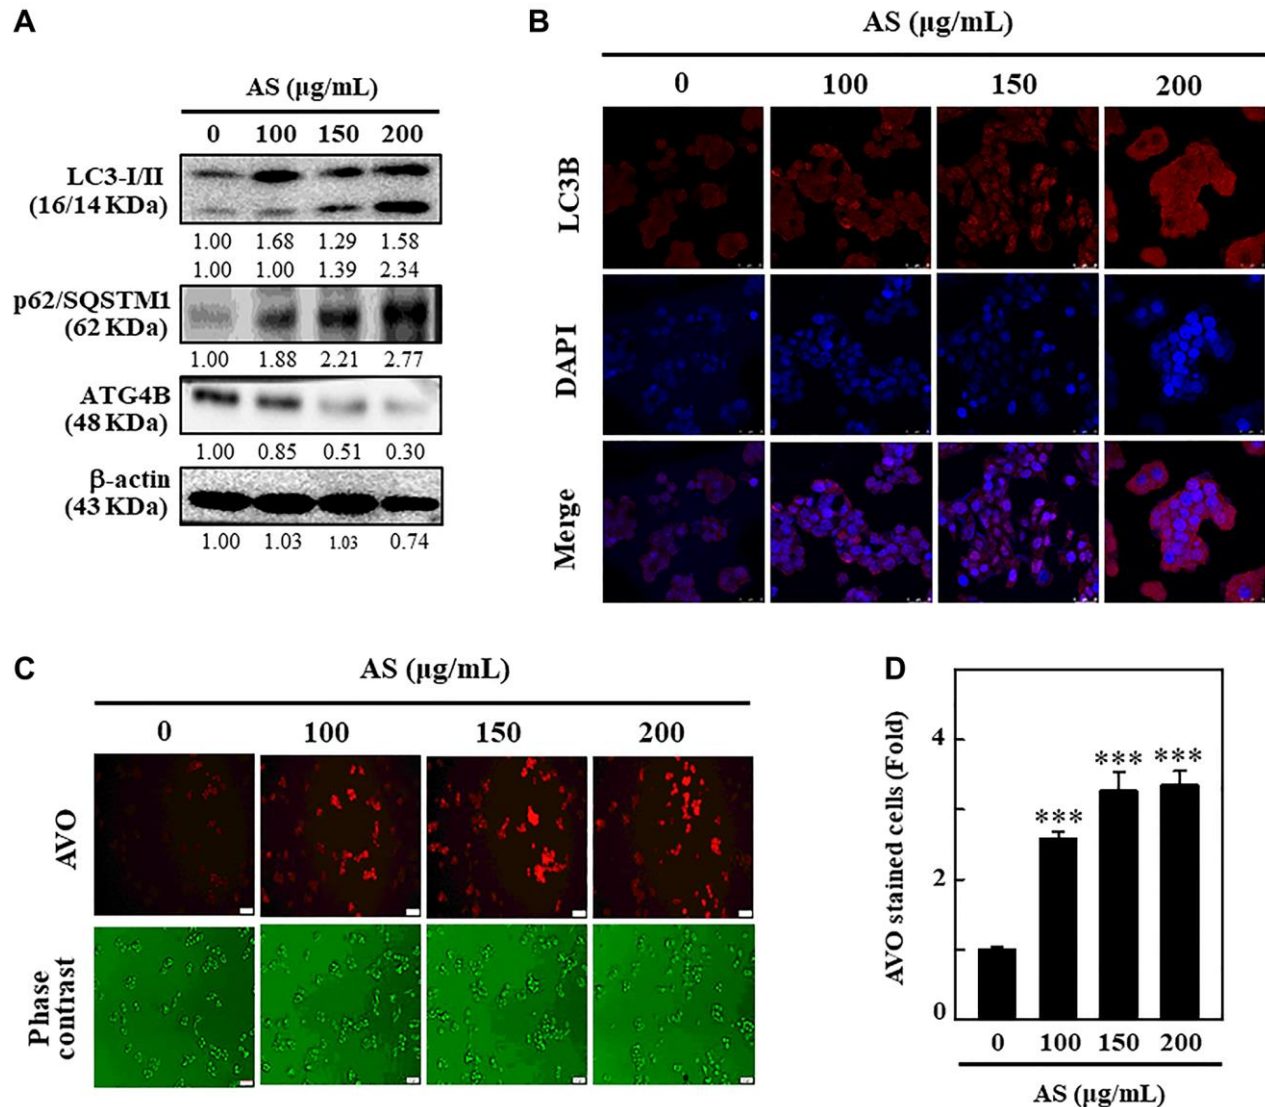 A
AS (μg/mL)
0 100 150 200
LC3-I/II
(16/14 KDa)
1.00 1.68 1.29 1.58
1.00 1.00 1.39 2.34
p62/SQSTM1
(62 KDa)
1.00 1.88 2.21 2.77
ATG4B
(48 KDa)
1.00 0.85 0.51 0.30
β-actin
(43 KDa)
1.00 1.03 1.03 0.74
B
AS (μg/mL)
0 100 150 200
LC3B
DAPI
Merge
C
AS (μg/mL)
0 100 150 200
AVO
Phase
contrast
D
AVO stained cells (Fold)
4
2
0
***
***
***
0 100 150 200
AS (μg/mL)